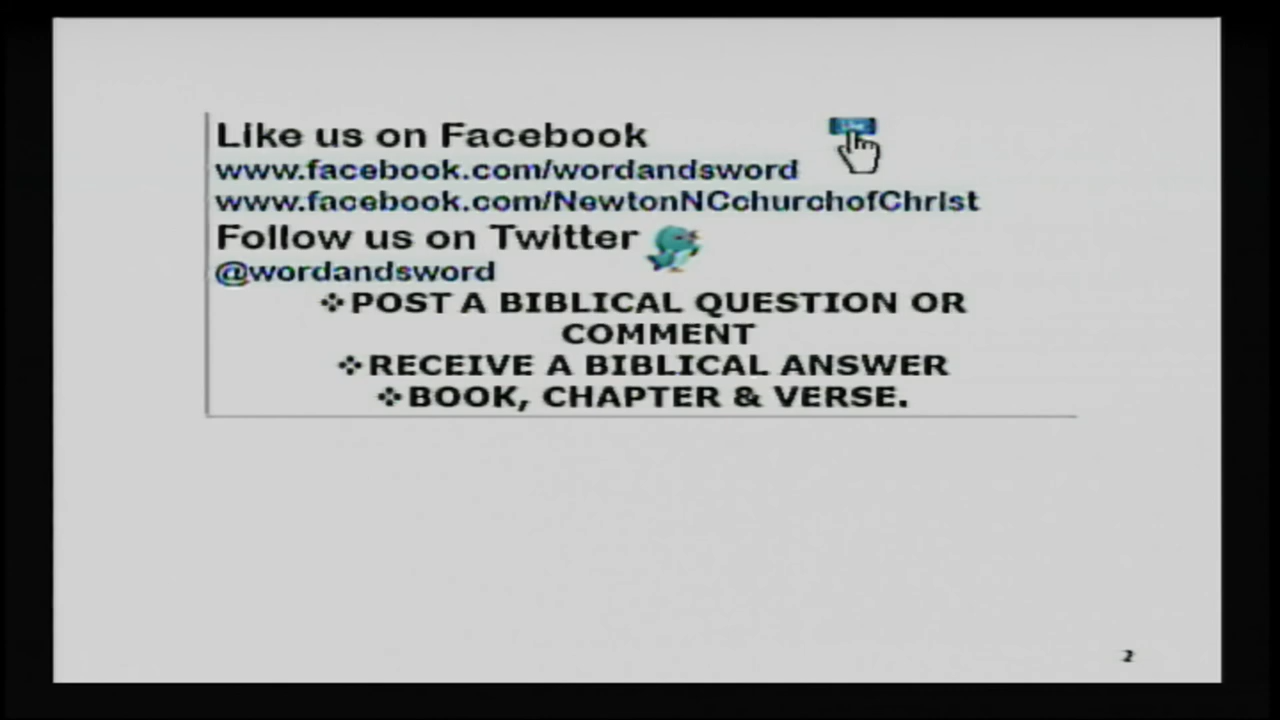 Like us on Facebook
www.facebook.com/wordandsword
www.facebook.com/NewtonNCchurchofChrist
Follow us on Twitter
@wordandsword
❖POST A BIBLICAL QUESTION OR
COMMENT
❖RECEIVE A BIBLICAL ANSWER
❖BOOK, CHAPTER & VERSE.
2